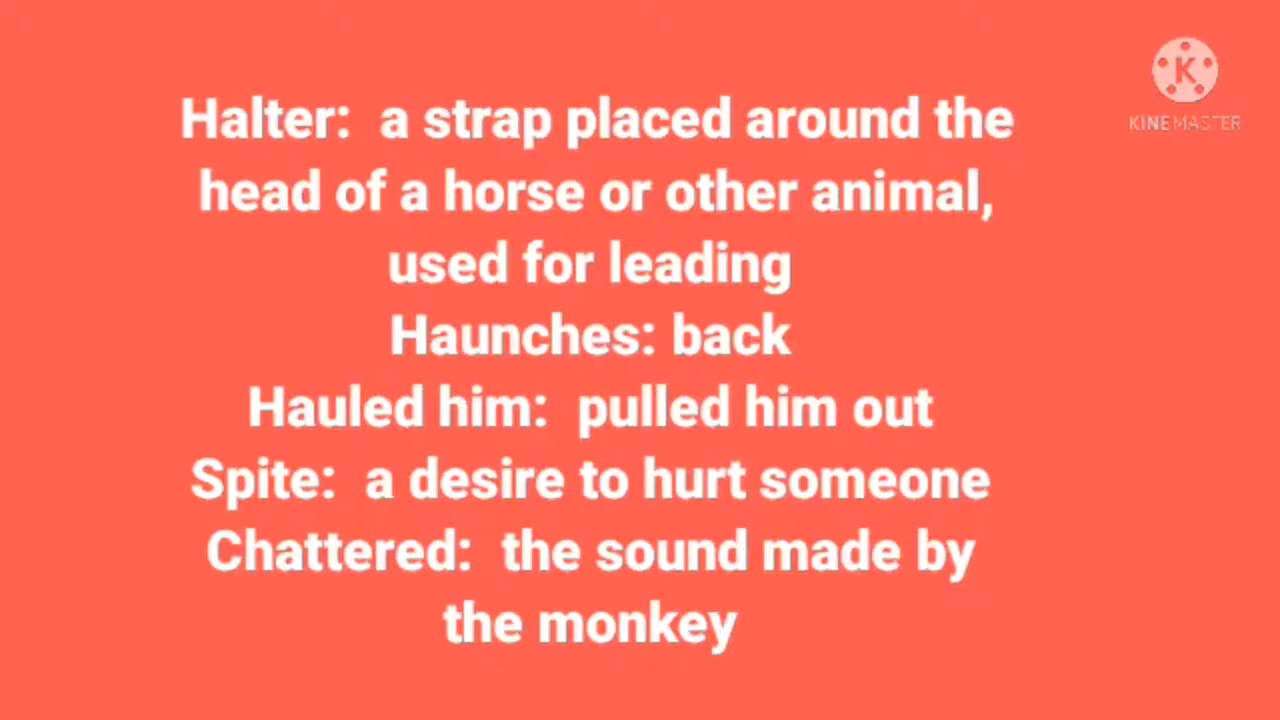 Halter:  a strap placed around the
head of a horse or other animal,
used for leading
Haunches: back
Hauled him:  pulled him out
Spite:  a desire to hurt someone
Chattered:  the sound made by
the monkey
K
KINEMASTER